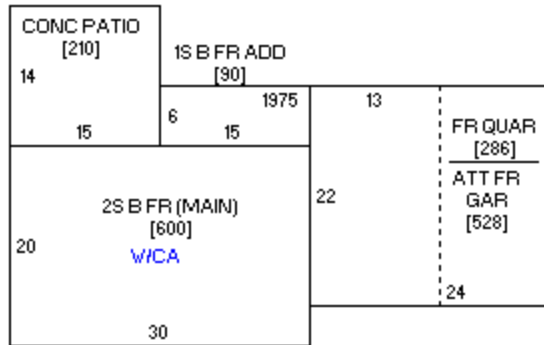 CONC PATIO
[210]
14
15
1S B FR ADD
[90]
1975
6
15
13
FR QUAR
[286]
ATT FR
GAR
[528]
22
24
2S B FR (MAIN)
[600]
W/CA
20
30